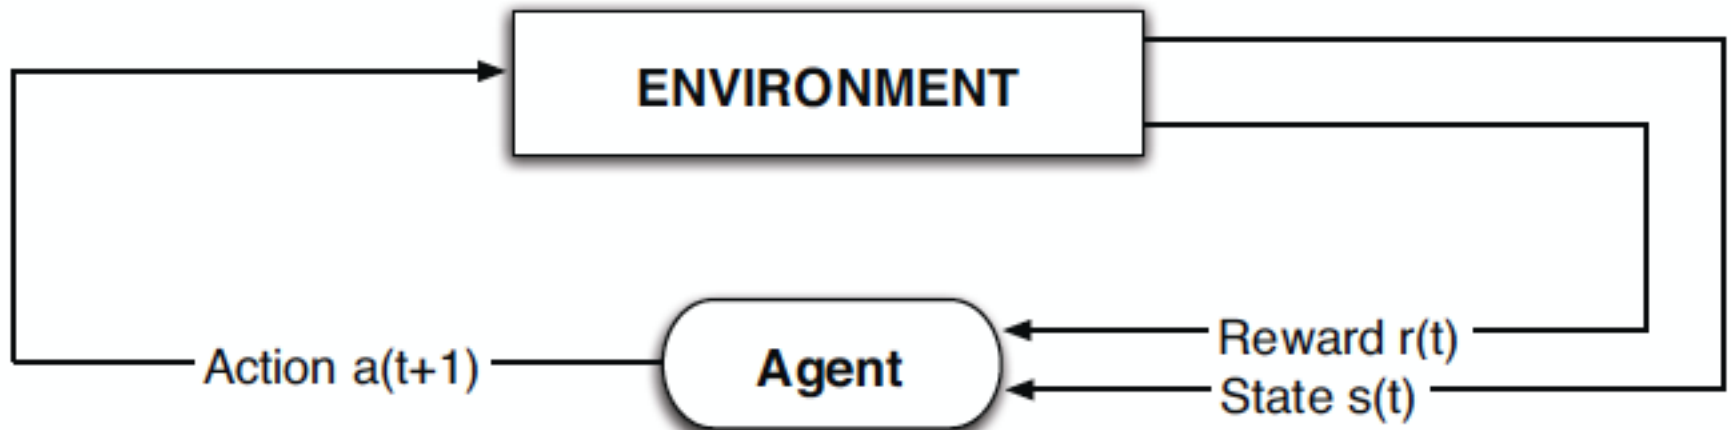 ENVIRONMENT
Reward r(t)
Action a(t+1)
Agent
State s(t)